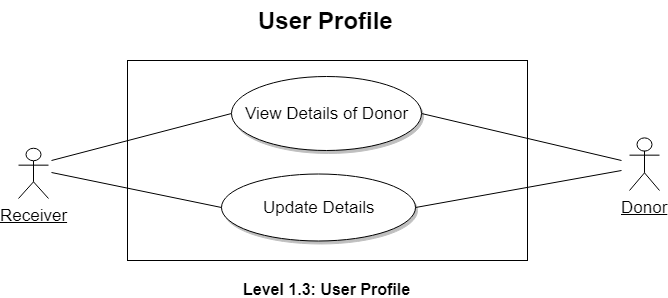 User Profile
View Details of Donor
Update Details
Receiver
Donor
Level 1.3: User Profile